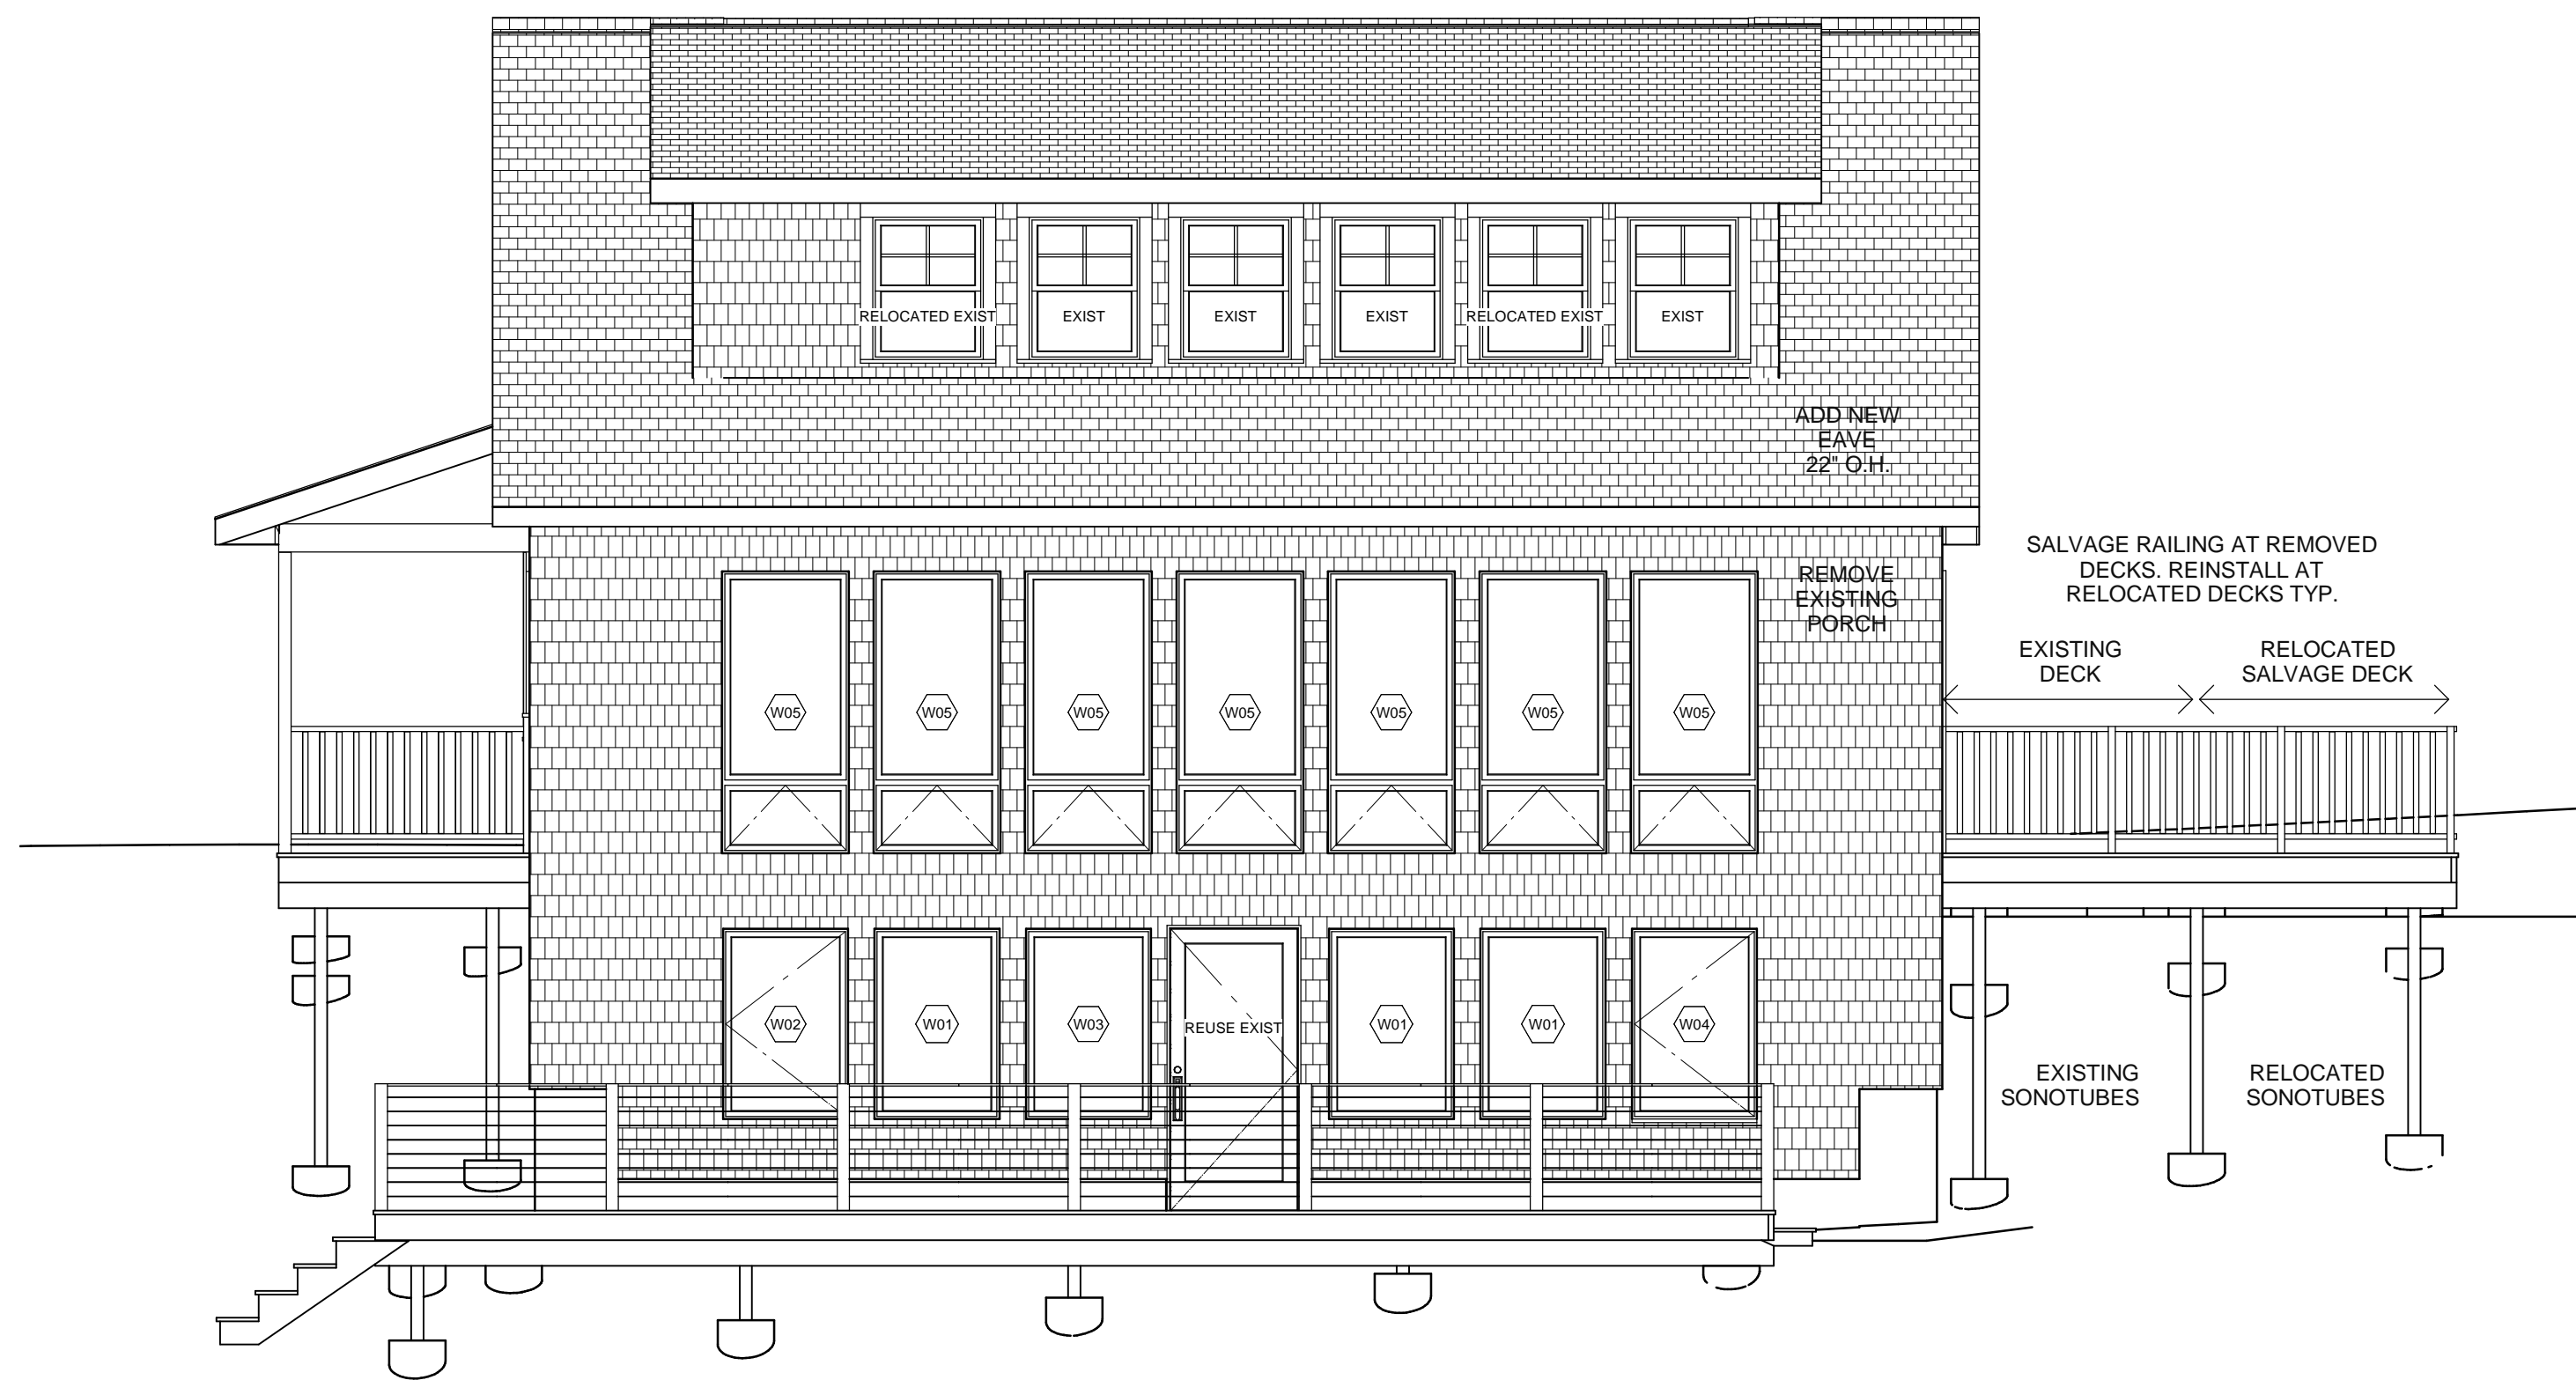 RELOCATED EXIST
EXIST
EXIST
EXIST
RELOCATED EXIST
EXIST
ADD NEW
EAVE
22" O.H.
SALVAGE RAILING AT REMOVED
DECKS. REINSTALL AT
RELOCATED DECKS TYP.
REMOVE
EXISTING
PORCH
EXISTING
DECK
RELOCATED
SALVAGE DECK
W05
W05
W05
W05
W05
W05
W05
W02
W01
W03
REUSE EXIST
W01
W01
W04
EXISTING
SONOTUBES
RELOCATED
SONOTUBES